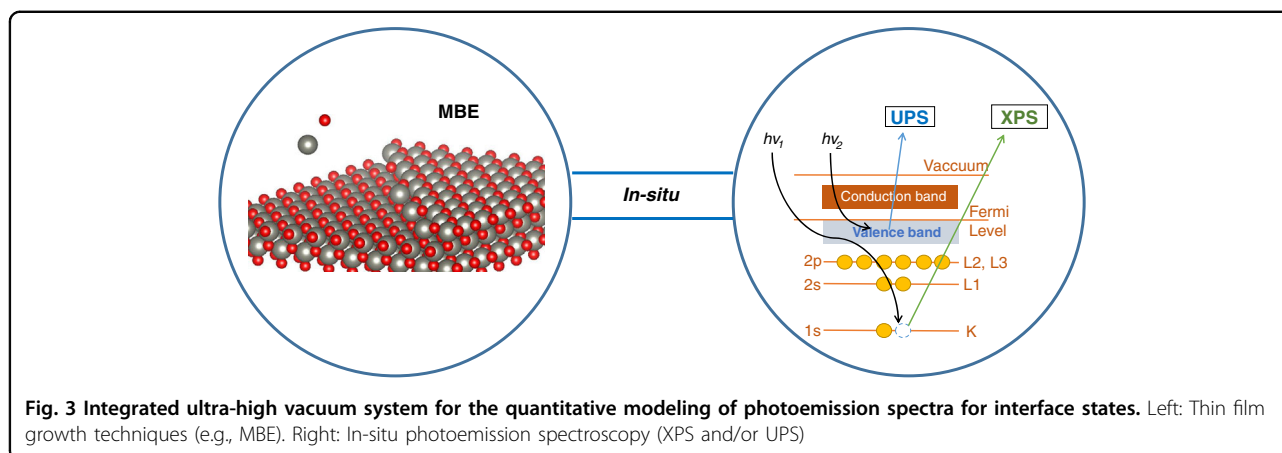 MBE
In-situ
UPS
XPS
hv1
hv2
Vaccuum
Conduction band
Fermi
Level
Valence band
2p
L2, L3
2s
L1
1s
K
Fig. 3 Integrated ultra-high vacuum system for the quantitative modeling of photoemission spectra for interface states. Left: Thin film
growth techniques (e.g., MBE). Right: In-situ photoemission spectroscopy (XPS and/or UPS)